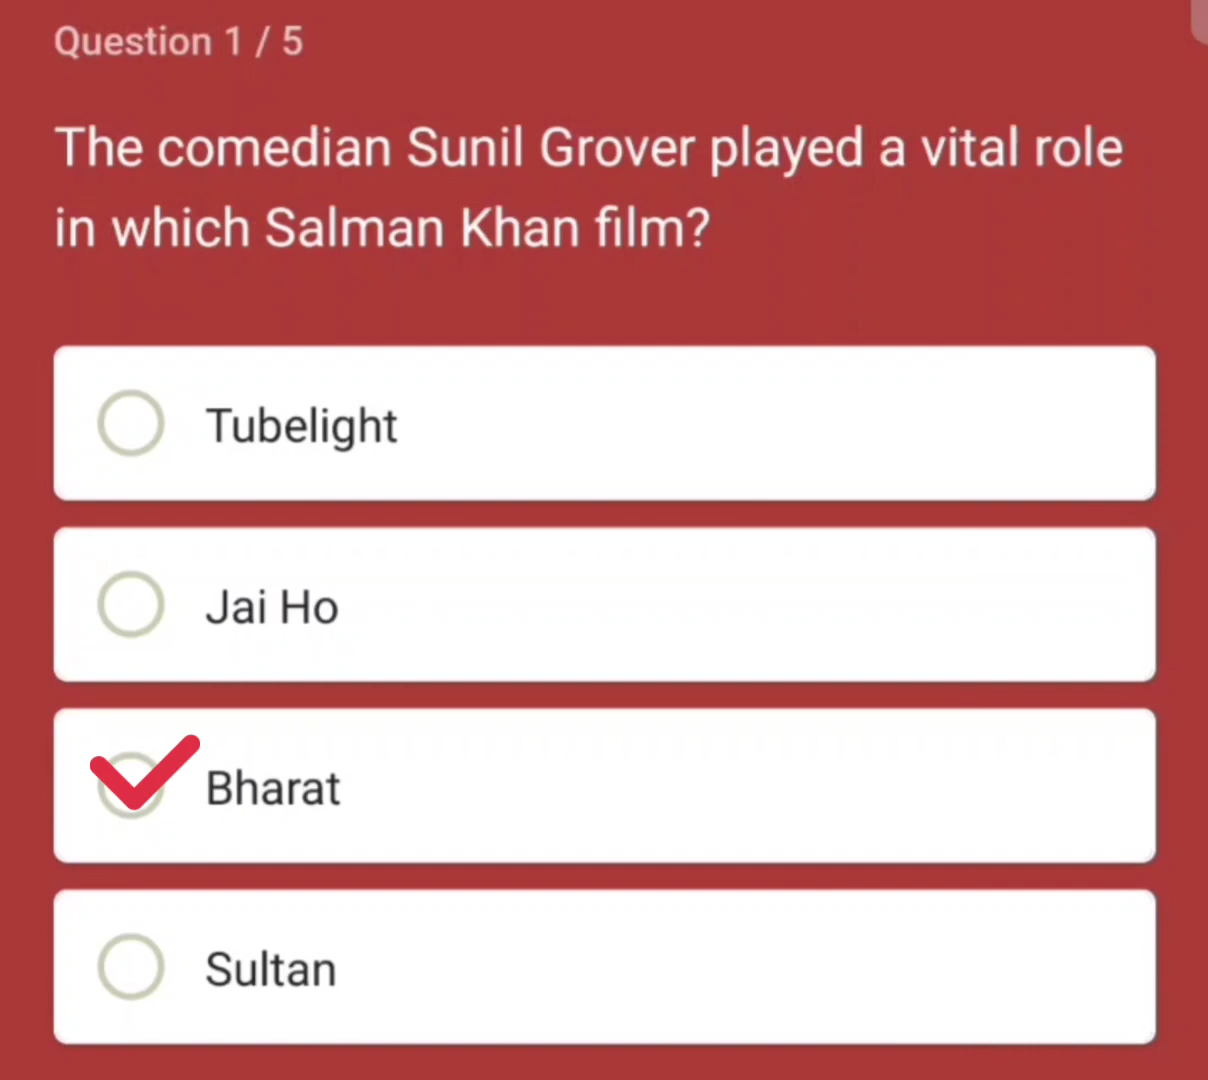 Question 1 / 5
The comedian Sunil Grover played a vital role
in which Salman Khan film?
Tubelight
Jai Ho
Bharat
Sultan